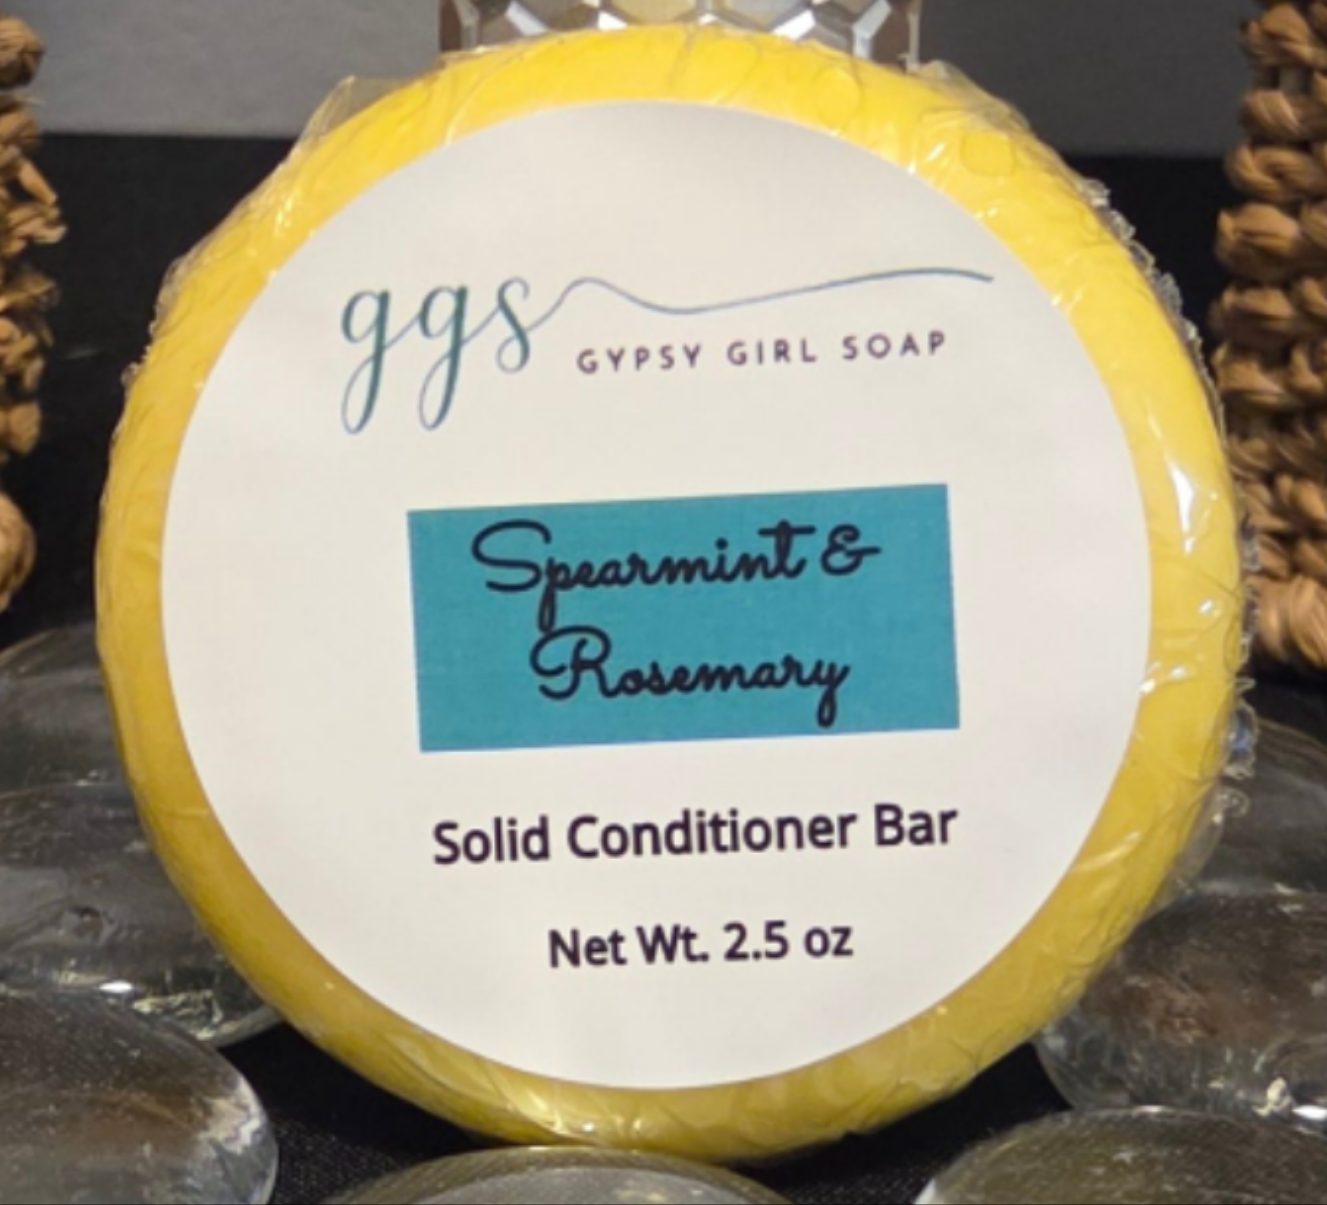 ggs
GYPSY GIRL SOAP
Spearmint &
Rosemary
Solid Conditioner Bar
Net Wt. 2.5 oz